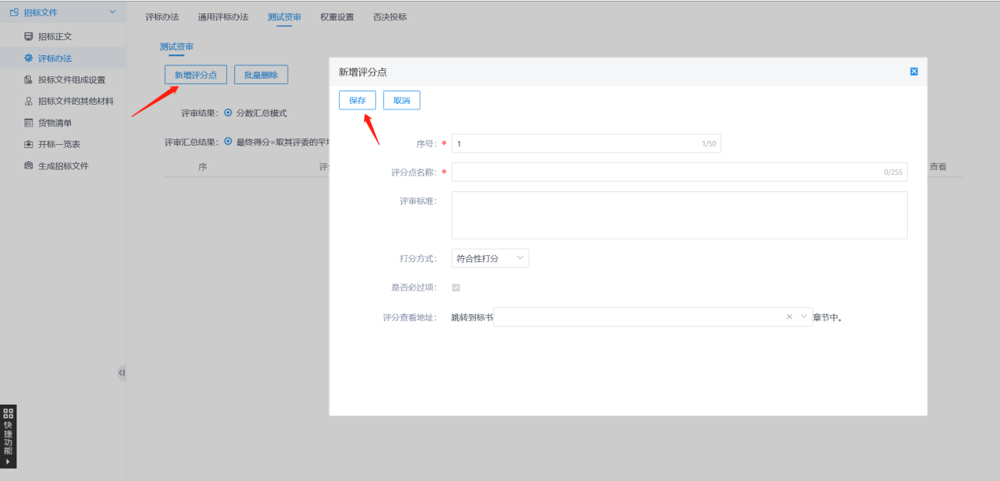 招标文件
招标正文
评标办法
投标文件组成设置
招标文件的其他材料
货物清单
开标一览表
生成招标文件
快捷功能
评标办法 通用评标办法 测试资审 权重设置 否决投标
测试资审
新增评分点 批量删除
评审结果： 分数汇总模式
评审汇总结果： 最终得分=取其评委的平
序 评 查看
新增评分点
保存 取消
序号： * 1 1/50
评分点名称： * 0/255
评审标准：
打分方式： 符合性打分
是否必过项：
评分查看地址： 跳转到标书 章节中。